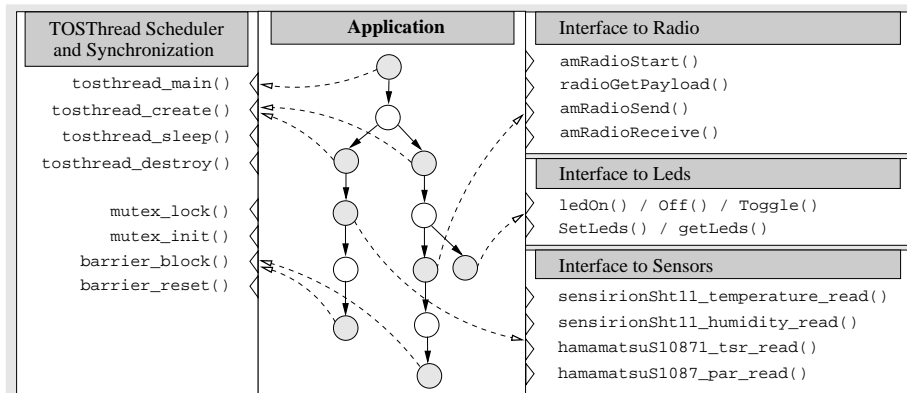 TOSThread Scheduler
and Synchronization
tosthread_main()
tosthread_create()
tosthread_sleep()
tosthread_destroy()
mutex_lock()
mutex_init()
barrier_block()
barrier_reset()
Application
Interface to Radio
amRadioStart()
radioGetPayload()
amRadioSend()
amRadioReceive()
Interface to Leds
ledOn() / Off() / Toggle()
SetLeds() / getLeds()
Interface to Sensors
sensirionSht11_temperature_read()
sensirionSht11_humidity_read()
hamamatsuS10871_tsr_read()
hamamatsuS1087_par_read()